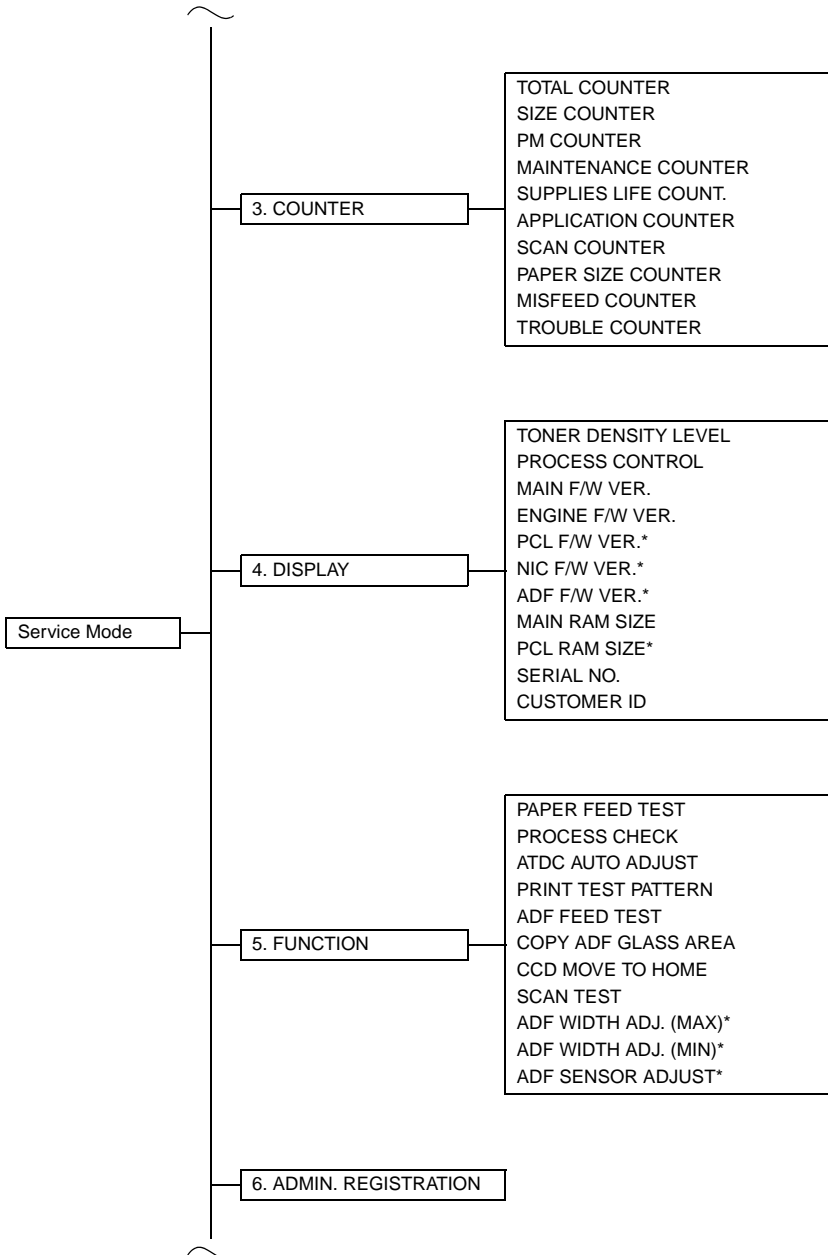 TOTAL COUNTER
SIZE COUNTER
PM COUNTER
MAINTENANCE COUNTER
SUPPLIES LIFE COUNT.
3. COUNTER
APPLICATION COUNTER
SCAN COUNTER
PAPER SIZE COUNTER
MISFEED COUNTER
TROUBLE COUNTER
TONER DENSITY LEVEL
PROCESS CONTROL
MAIN F/W VER.
ENGINE F/W VER.
PCL F/W VER.*
4. DISPLAY
NIC F/W VER.*
ADF F/W VER.*
Service Mode
MAIN RAM SIZE
PCL RAM SIZE*
SERIAL NO.
CUSTOMER ID
PAPER FEED TEST
PROCESS CHECK
ATDC AUTO ADJUST
PRINT TEST PATTERN
ADF FEED TEST
5. FUNCTION
COPY ADF GLASS AREA
CCD MOVE TO HOME
SCAN TEST
ADF WIDTH ADJ. (MAX)*
ADF WIDTH ADJ. (MIN)*
ADF SENSOR ADJUST*
6. ADMIN. REGISTRATION